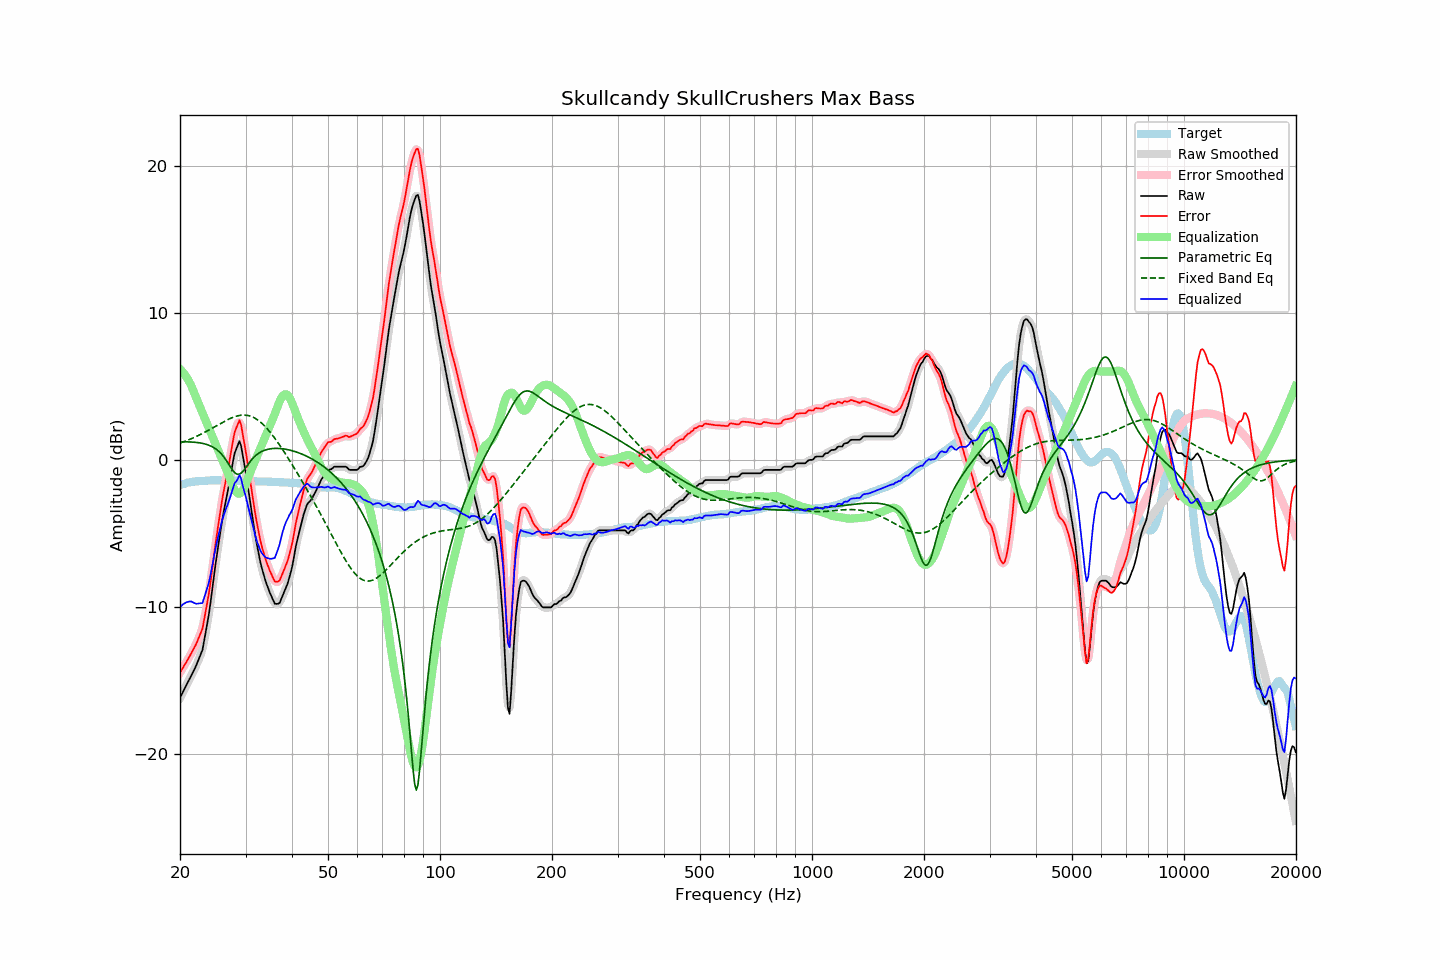 Skullcandy SkullCrushers Max Bass
Target
Raw Smoothed
Error Smoothed
Raw
Error
Equalization
Parametric Eq
Fixed Band Eq
Equalized
Amplitude (dBr)
20
10
0
−10
−20
20
50
100
200
500
1000
2000
5000
10000
20000
Frequency (Hz)